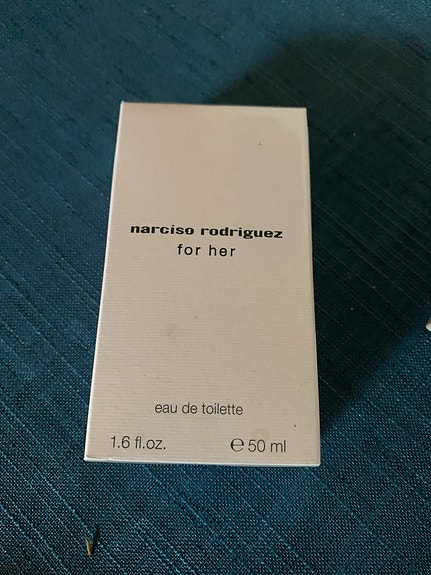 narciso rodriguez
for her
eau de toilette
1.6 fl.oz. ℮ 50 ml